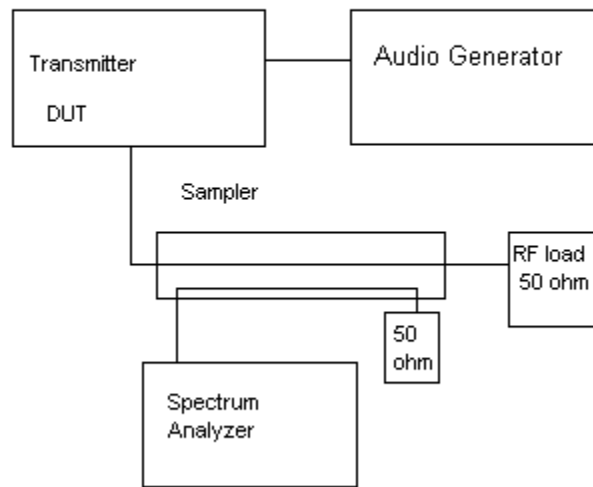 Transmitter
DUT
Audio Generator
Sampler
RF load
50 ohm
50
ohm
Spectrum
Analyzer